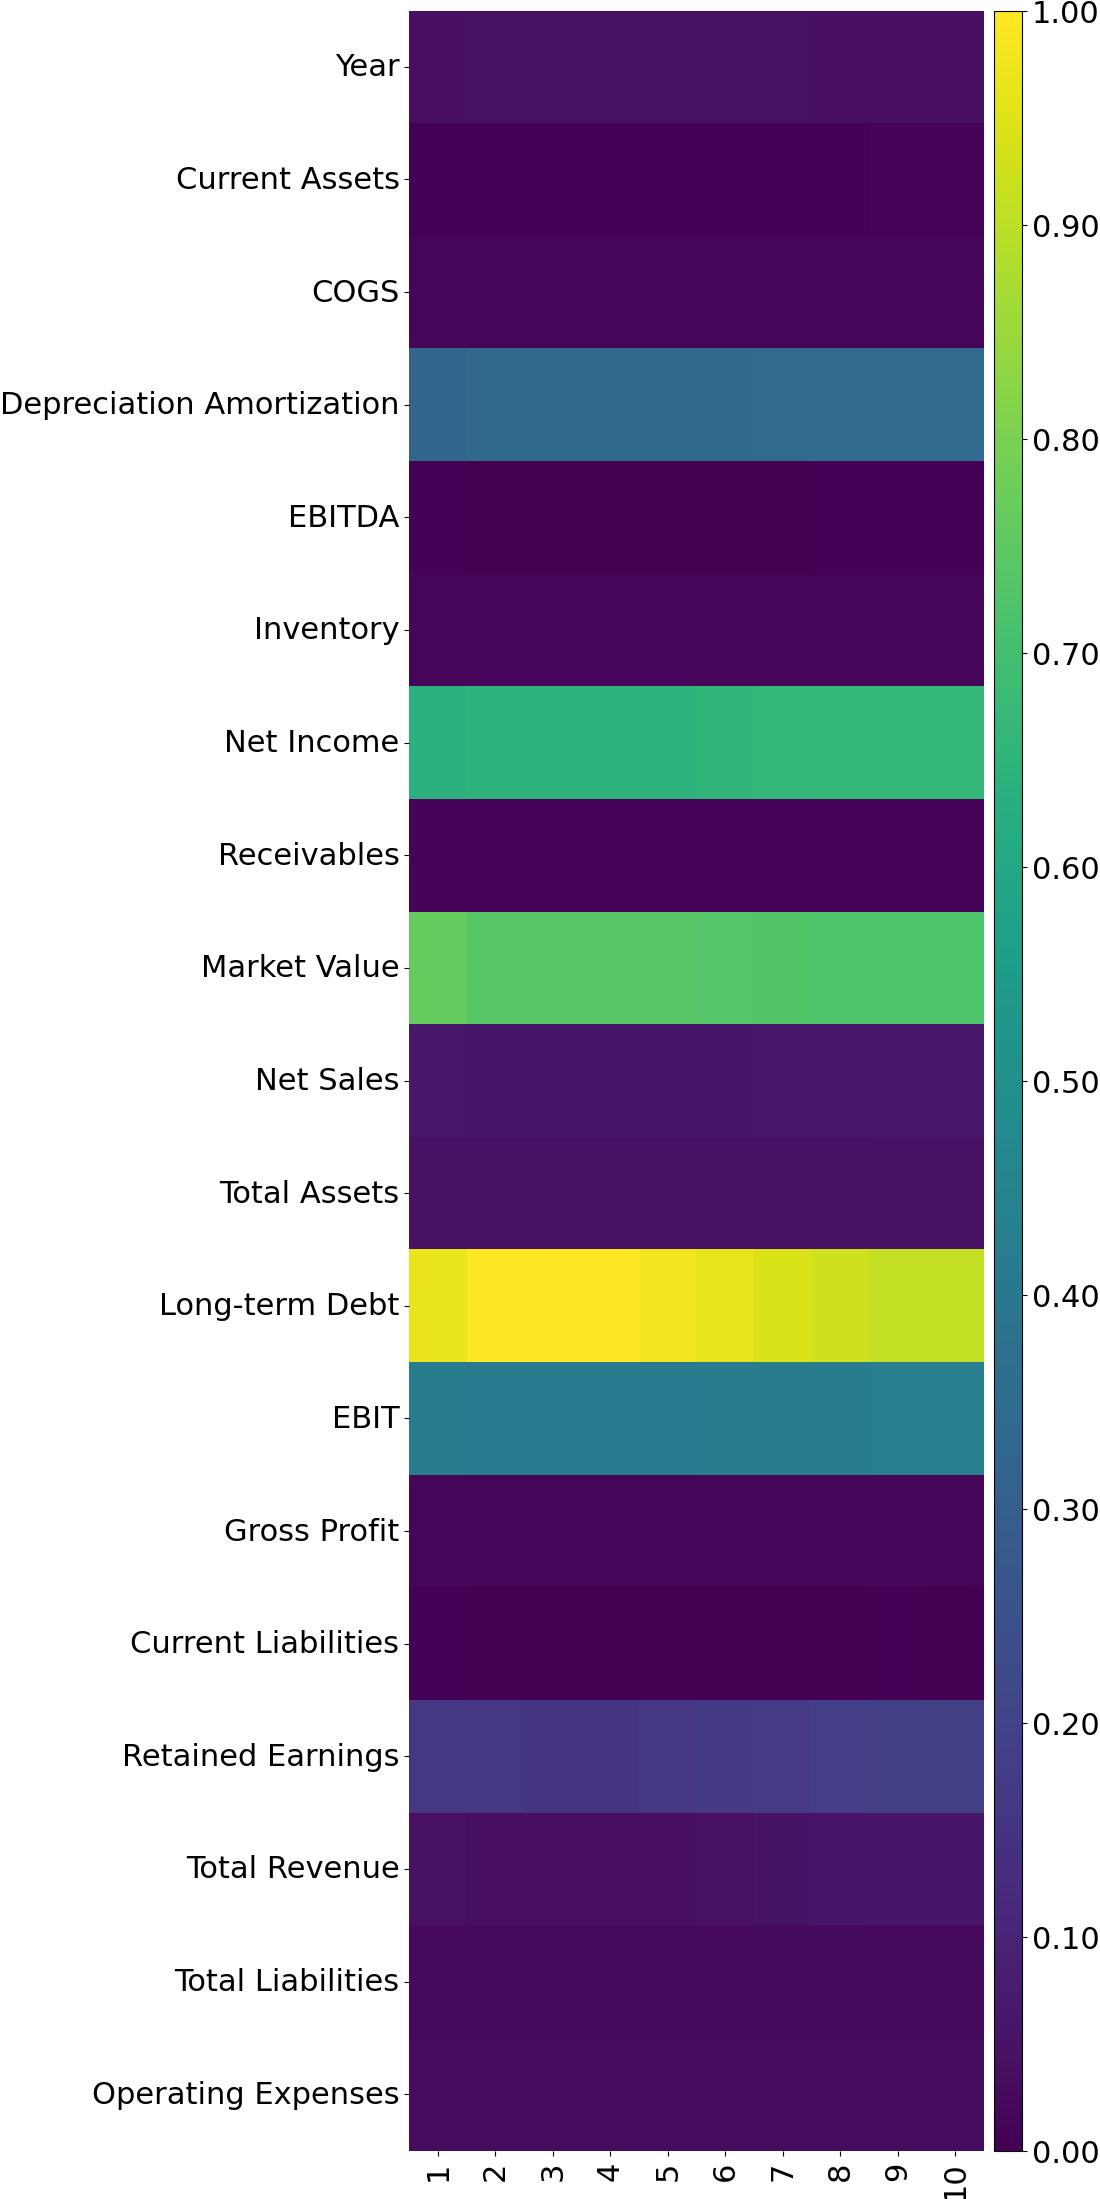 Year
Current Assets
COGS
Depreciation Amortization
EBITDA
Inventory
Net Income
Receivables
Market Value
Net Sales
Total Assets
Long-term Debt
EBIT
Gross Profit
Current Liabilities
Retained Earnings
Total Revenue
Total Liabilities
Operating Expenses
1 2 3 4 5 6 7 8 9 10
1.00
0.90
0.80
0.70
0.60
0.50
0.40
0.30
0.20
0.10
0.00